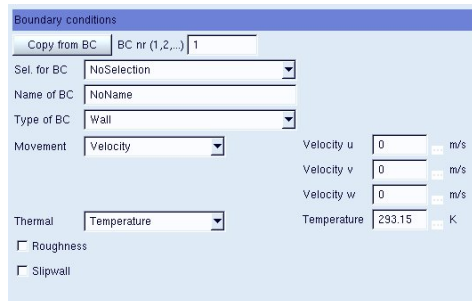 Boundary conditions
Copy from BC BC nr (1,2,...) 1
Sel. for BC NoSelection
Name of BC NoName
Type of BC Wall
Movement Velocity Velocity u 0 ... m/s
Velocity v 0 ... m/s
Velocity w 0 ... m/s
Thermal Temperature Temperature 293.15 ... K
Roughness
Slipwall